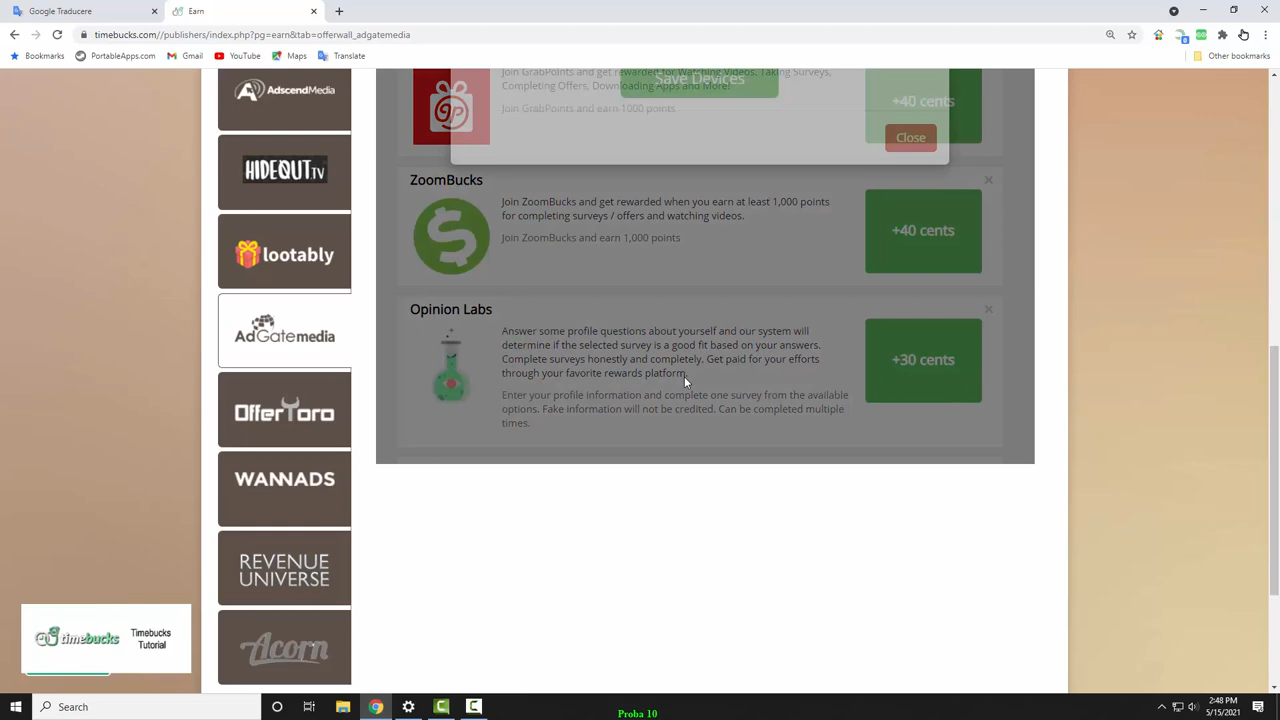 Google Traducere
Earn
timebucks.com//publishers/index.php?pg=earn&tab=offerwall_adgatemedia
Bookmarks
PortableApps.com
Gmail
YouTube
Maps
Translate
Other bookmarks
AdscendMedia
HIDEOUT.TV
lootably
AdGatemedia
OfferToro
WANNADS
REVENUE
UNIVERSE
Acorn
Join GrabPoints and get rewarded for Watching Videos, Taking Surveys,
Completing Offers, Downloading Apps and More!
Join GrabPoints and earn 1000 points
+40 cents
Save Devices
Close
ZoomBucks
Join ZoomBucks and get rewarded when you earn at least 1,000 points
for completing surveys / offers and watching videos.
Join ZoomBucks and earn 1,000 points
+40 cents
Opinion Labs
Answer some profile questions about yourself and our system will
determine if the selected survey is a good fit based on your answers.
Complete surveys honestly and completely. Get paid for your efforts
through your favorite rewards platform.
Enter your profile information and complete one survey from the available
options. Fake information will not be credited. Can be completed multiple
times.
+30 cents
timebucks
Timebucks
Tutorial
Search
Proba 10
2:48 PM
5/15/2021